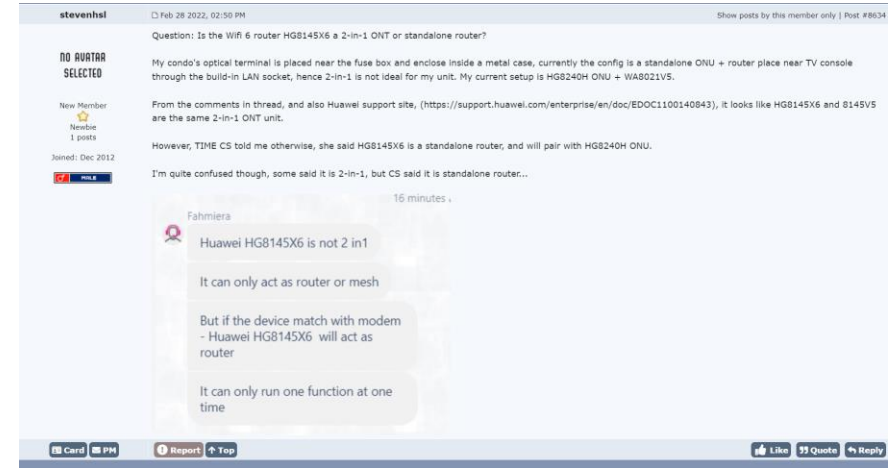 stevenhsl
Feb 28 2022, 02:50 PM
Show posts by this member only | Post #8634
Question: Is the Wifi 6 router HG8145X6 a 2-in-1 ONT or standalone router?
NO AVATAR
SELECTED
My condo's optical terminal is placed near the fuse box and enclose inside a metal case, currently the config is a standalone ONU + router place near TV console
through the build-in LAN socket, hence 2-in-1 is not ideal for my unit. My current setup is HG8240H ONU + WA8021V5.
New Member
Newbie
1 posts
Joined: Dec 2012
MALE
From the comments in thread, and also Huawei support site, (https://support.huawei.com/enterprise/en/doc/EDOC1100140843), it looks like HG8145X6 and 8145V5
are the same 2-in-1 ONT unit.
However, TIME CS told me otherwise, she said HG8145X6 is a standalone router, and will pair with HG8240H ONU.
I'm quite confused though, some said it is 2-in-1, but CS said it is standalone router...
16 minutes
Fahmiera
Huawei HG8145X6 is not 2 in1
It can only act as router or mesh
But if the device match with modem
- Huawei HG8145X6 will act as
router
It can only run one function at one
time
Card
PM
Report
Top
Like
Quote
Reply